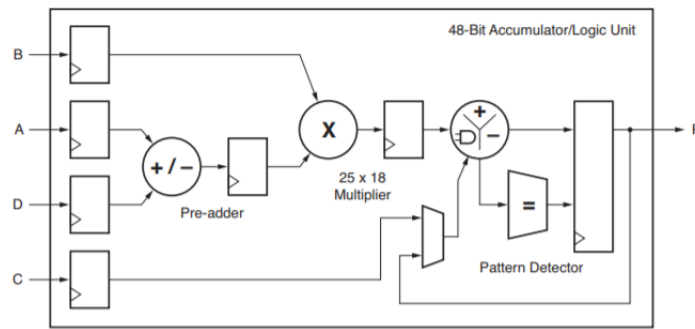 48-Bit Accumulator/Logic Unit
B
A
X
+
–
+/–
25 x 18
Multiplier
D
Pre-adder
=
C
Pattern Detector